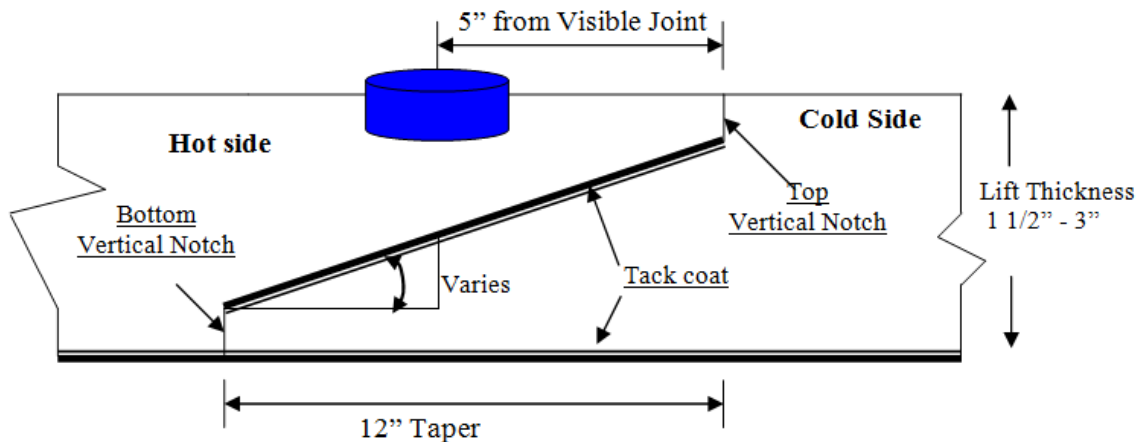 5” from Visible Joint
Hot side
Cold Side
Bottom
Vertical Notch
Top
Vertical Notch
Lift Thickness
1 1/2” - 3”
Varies
Tack coat
12” Taper